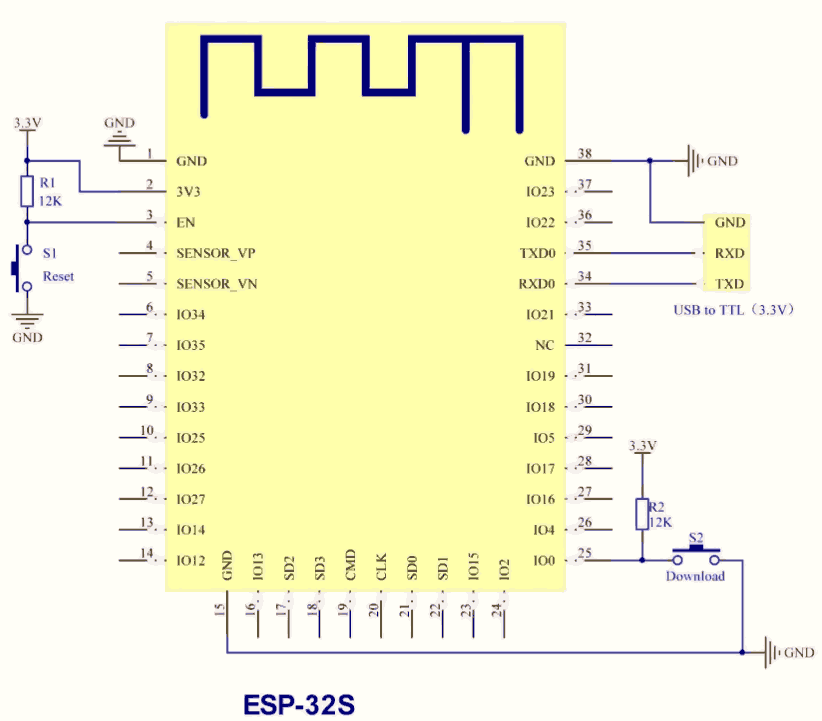 3.3V
GND
R1
12K
S1
Reset
GND
1 GND
2 3V3
3 EN
4 SENSOR_VP
5 SENSOR_VN
6 IO34
7 IO35
8 IO32
9 IO33
10 IO25
11 IO26
12 IO27
13 IO14
14 IO12
GND 15
IO13 16
SD2 17
SD3 18
CMD 19
CLK 20
SD0 21
SD1 22
IO15 23
IO2 24
GND 38
IO23 37
IO22 36
TXD0 35
RXD0 34
IO21 33
NC 32
IO19 31
IO18 30
IO5 29
IO17 28
IO16 27
IO4 26
IO0 25
GND
GND
RXD
TXD
USB to TTL（3.3V）
3.3V
R2
12K
S2
Download
GND
ESP-32S